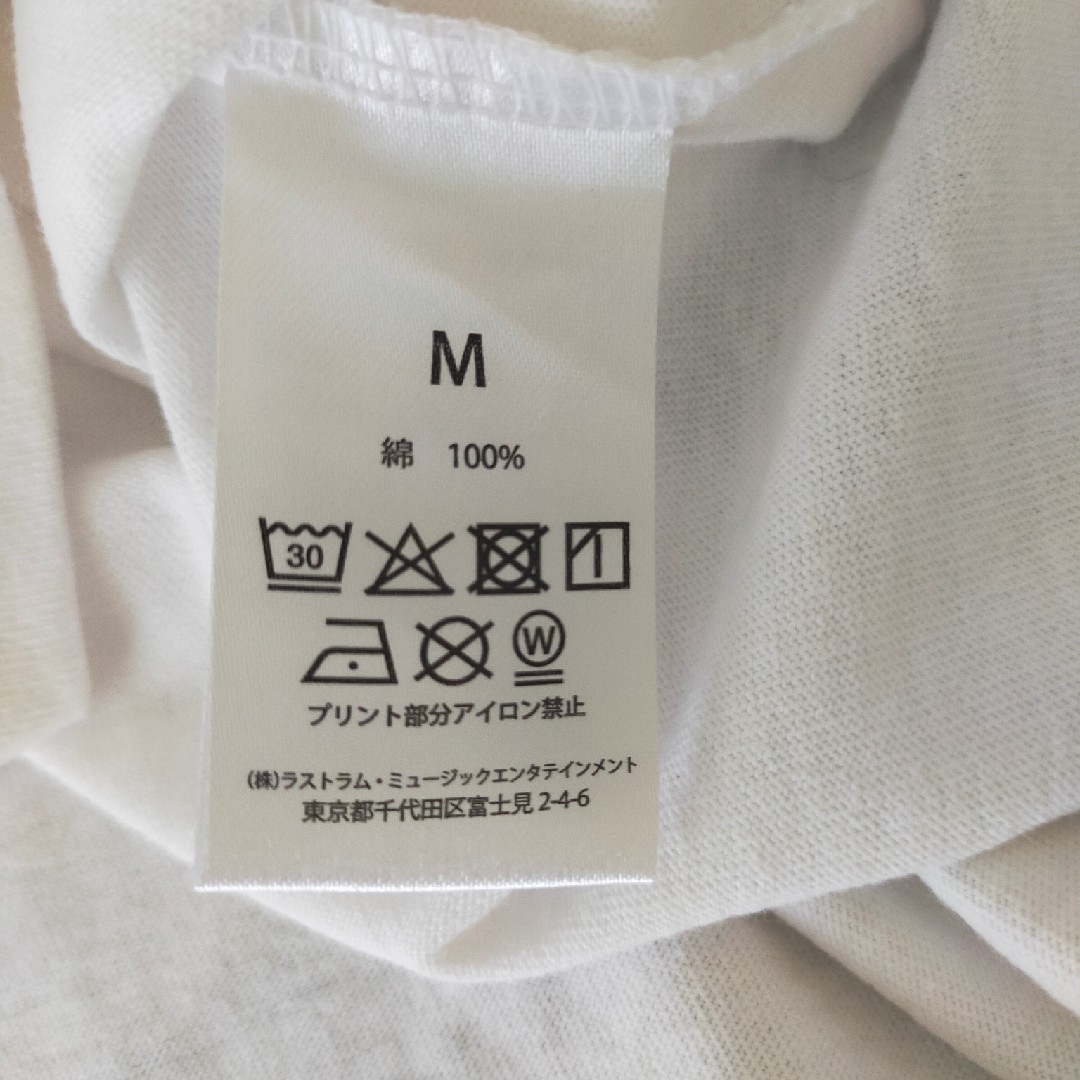 M
綿 100%
30
W
プリント部分アイロン禁止
(株)ラストラム・ミュージックエンタテインメント
東京都千代田区富士見 2-4-6